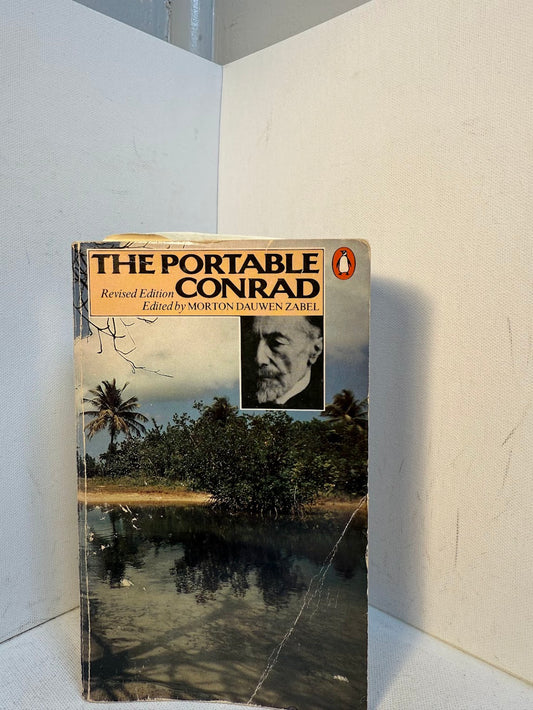 THE PORTABLE
Revised Edition CONRAD
Edited by MORTON DAUWEN ZABEL